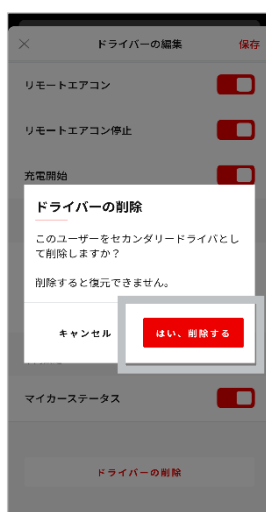 ドライバーの編集
保存
リモートエアコン
リモートエアコン停止
充電開始
ドライバーの削除
このユーザーをセカンダリードライバとし
て削除しますか？
削除すると復元できません。
キャンセル
はい、削除する
マイカーステータス
ドライバーの削除